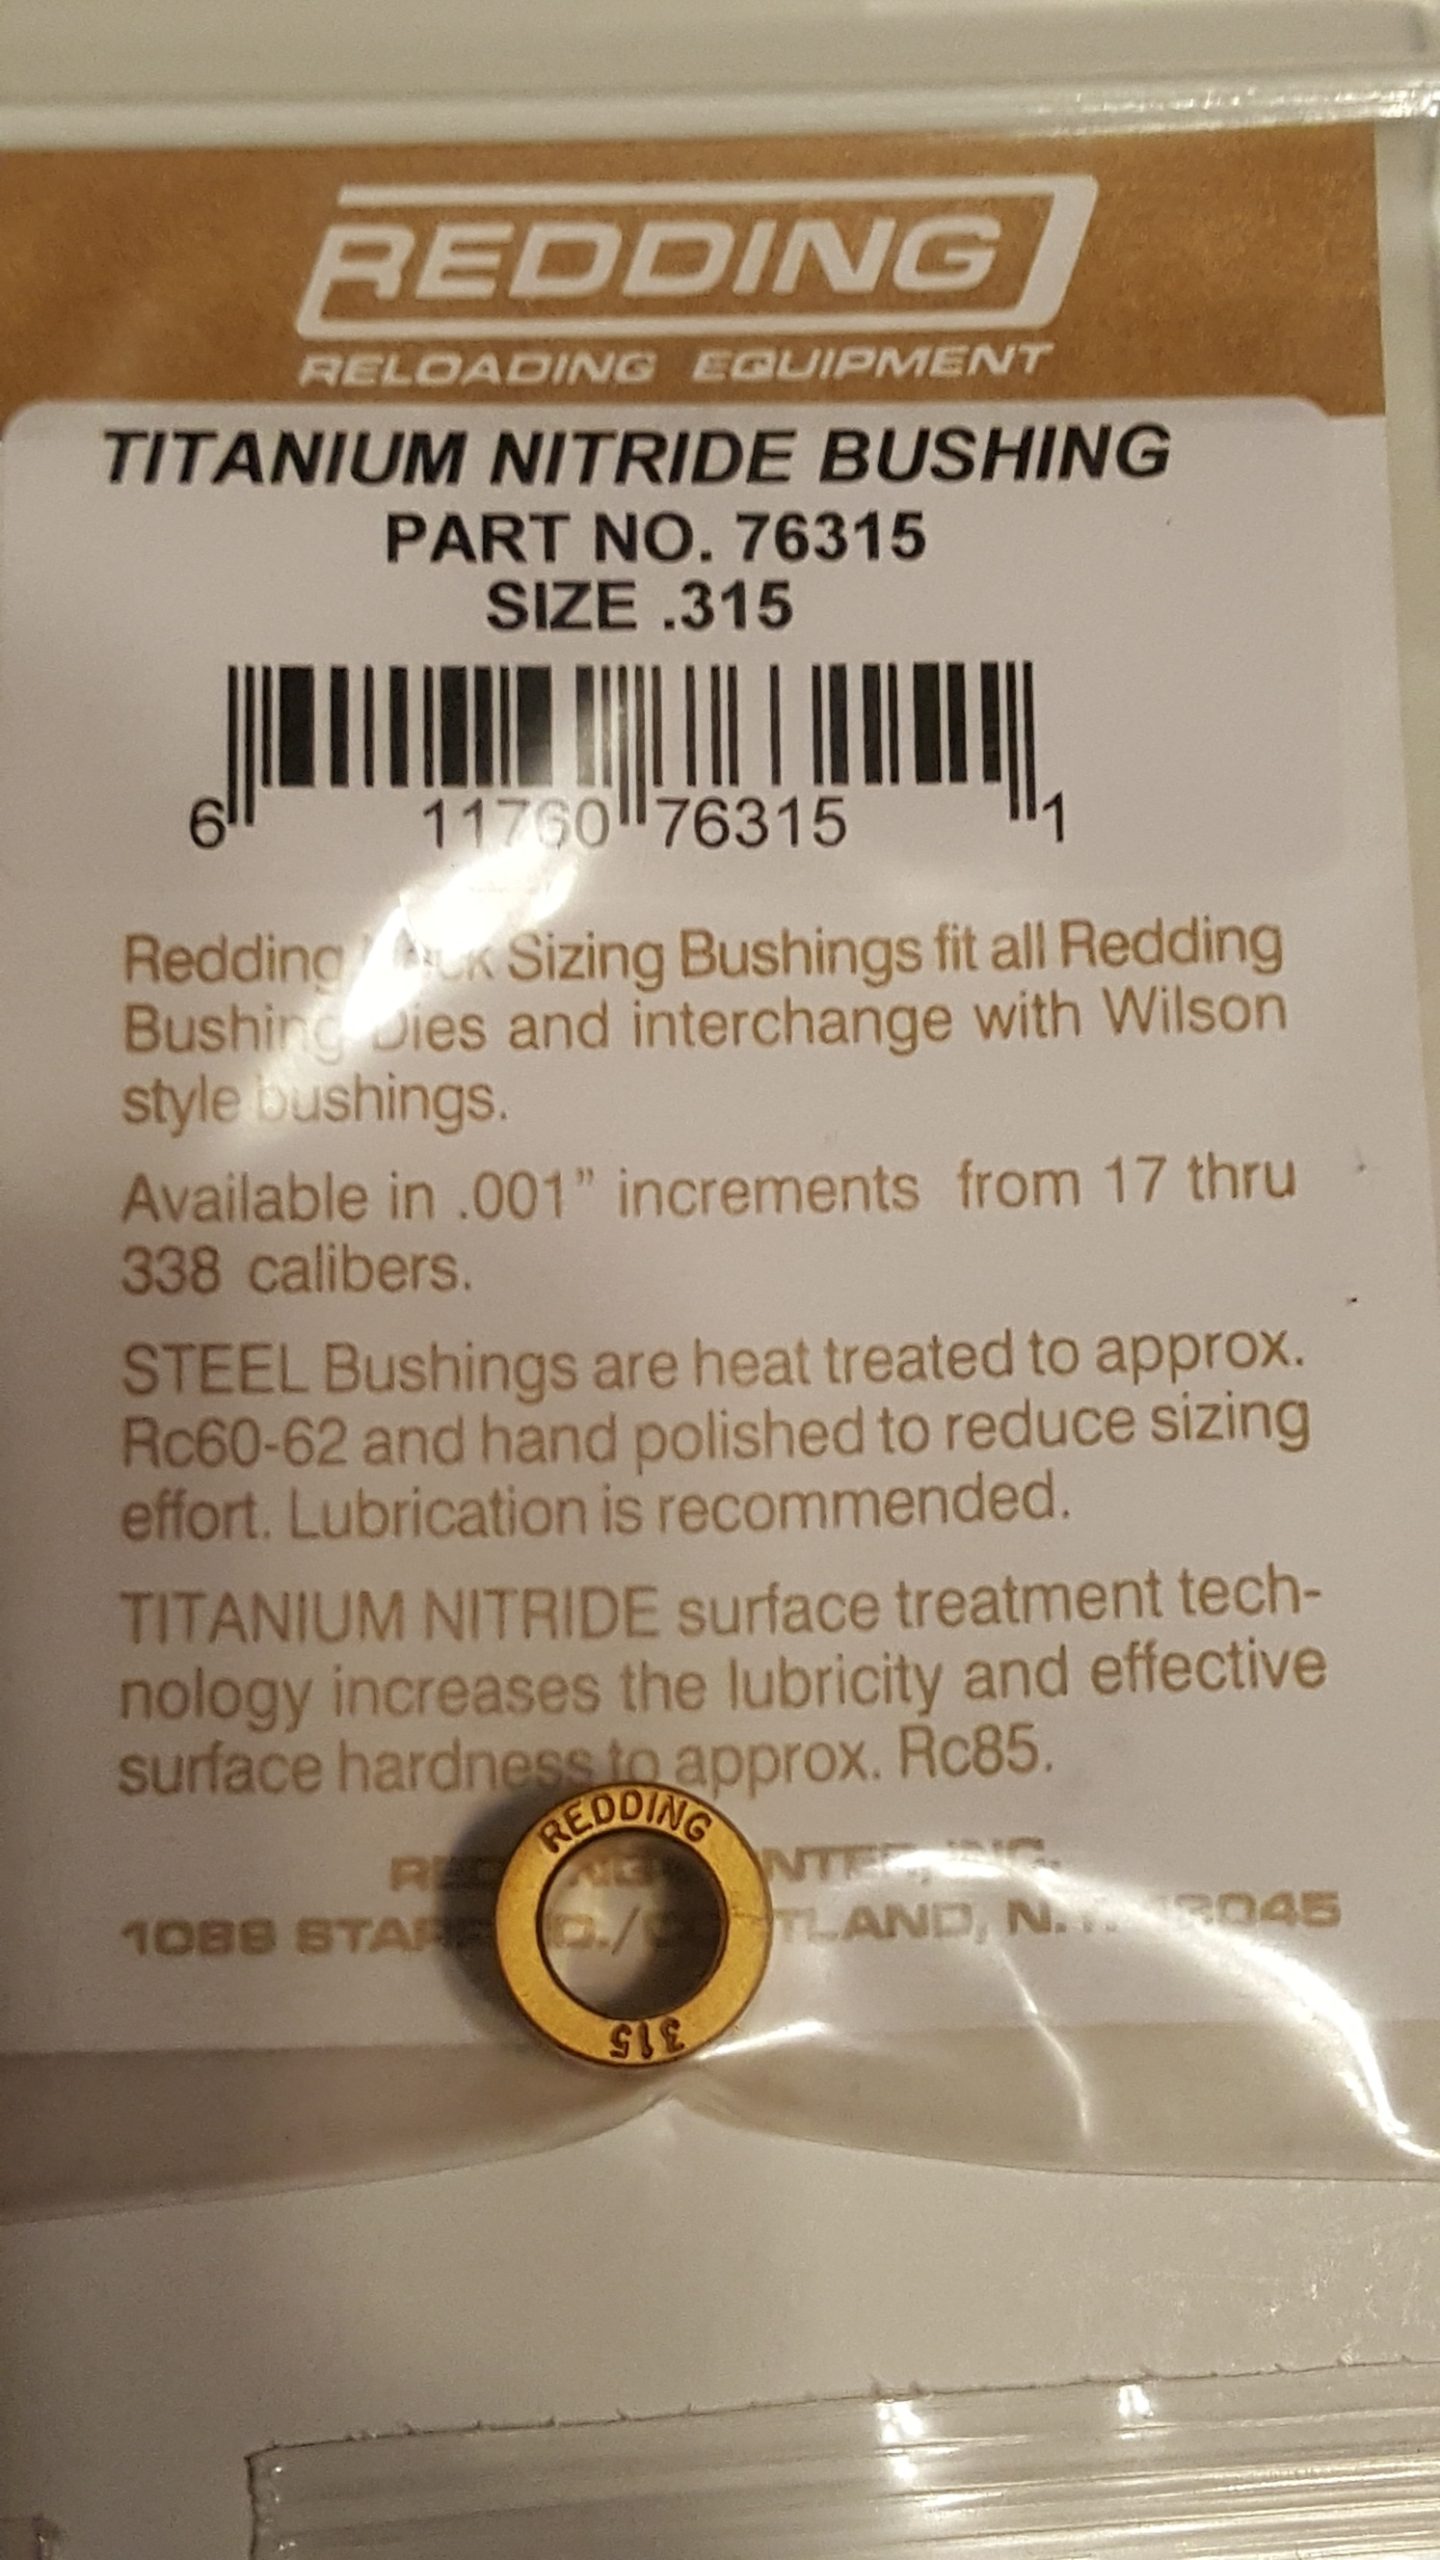 REDDING
RELOADING EQUIPMENT
TITANIUM NITRIDE BUSHING
PART NO. 76315
SIZE .315
6 11760 76315 1
Redding Sizing Bushings fit all Redding
Bushing Dies and interchange with Wilson
style bushings.
Available in .001" increments from 17 thru
338 calibers.
STEEL Bushings are heat treated to approx.
Rc60-62 and hand polished to reduce sizing
effort. Lubrication is recommended.
TITANIUM NITRIDE surface treatment tech-
nology increases the lubricity and effective
surface hardness to approx. Rc85.
REDDING
INC.
1089 N.Y. 13045
315